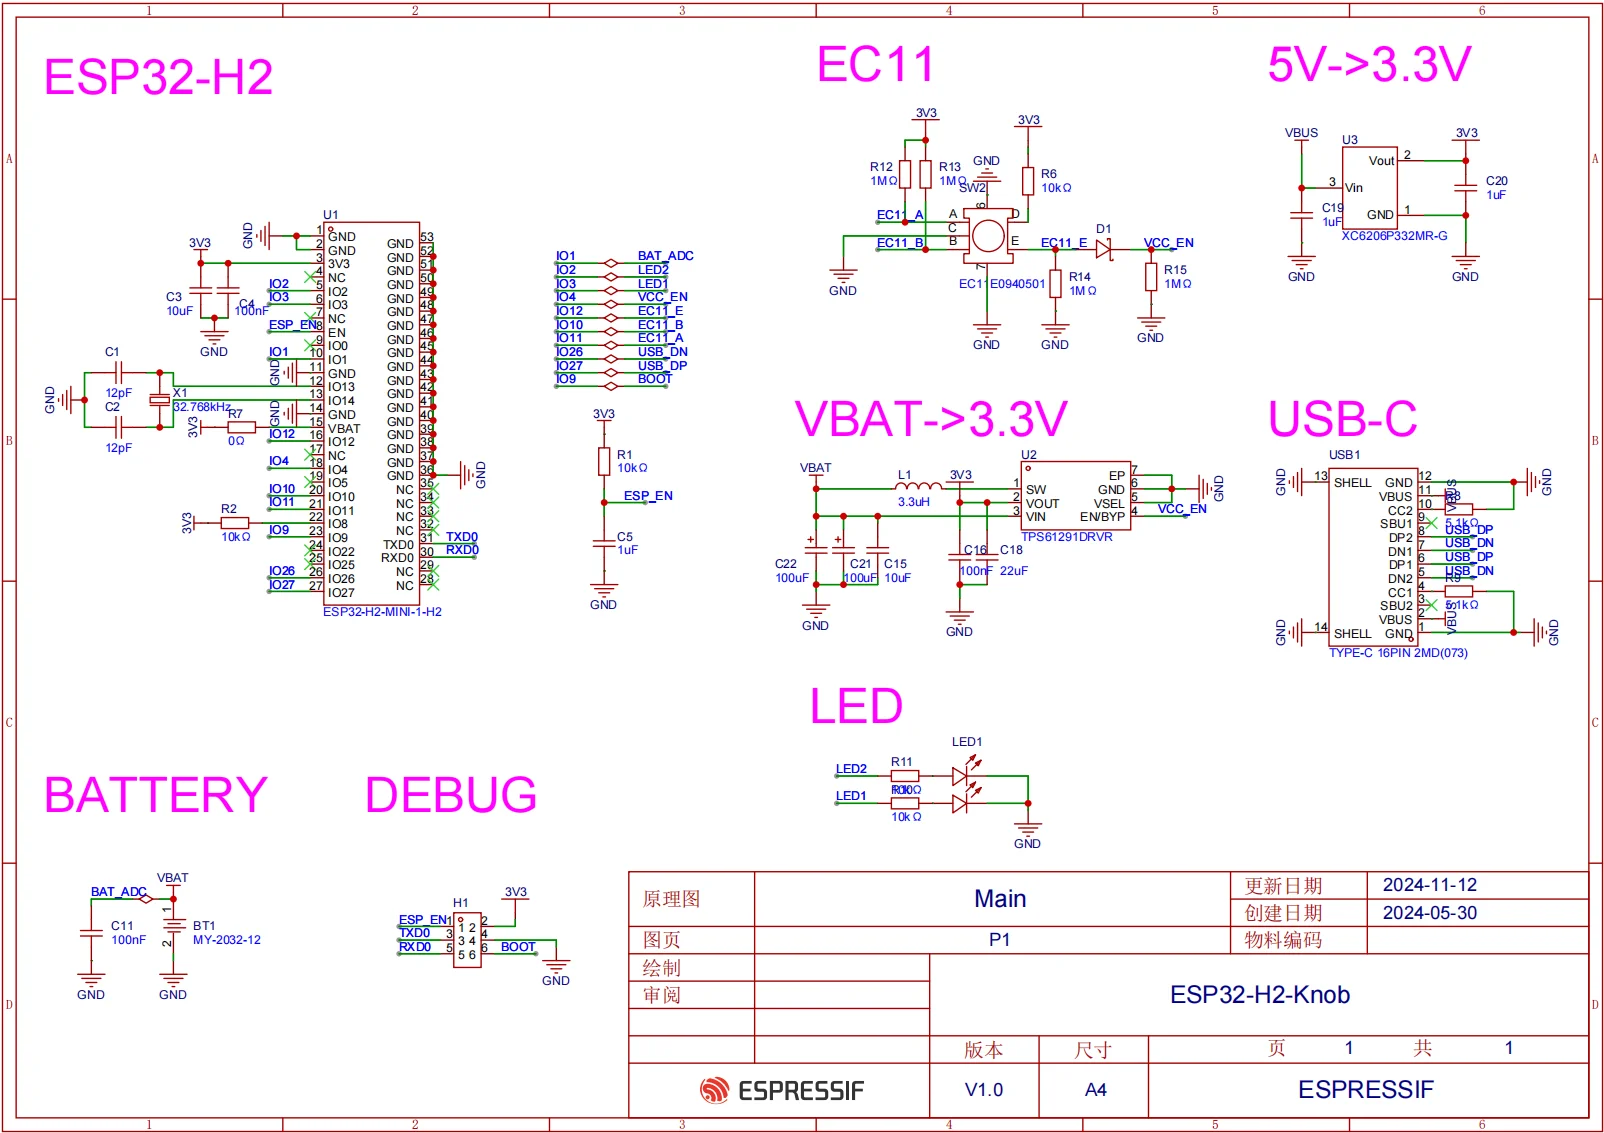 1 2 3 4 5 6
A A
B B
C C
D D
ESP32-H2
U1
GND
3V3
C3
10uF
C4
100nF
GND
IO2
IO3
ESP_EN
IO1
GND
GND
GND
C1
12pF
C2
12pF
X1
32.768kHz
3V3
R7
0Ω
IO12
IO4
IO10
IO11
3V3
R2
10kΩ
IO9
IO26
IO27
1 GND
2 GND
3 3V3
4 NC
5 IO2
6 IO3
7 NC
8 EN
9 IO0
10 IO1
11 GND
12 IO13
13 IO14
14 GND
15 VBAT
16 IO12
17 NC
18 IO4
19 IO5
20 IO10
21 IO11
22 IO8
23 IO9
24 IO22
25 IO25
26 IO26
27 IO27
GND 53
GND 52
GND 51
GND 50
GND 49
GND 48
GND 47
GND 46
GND 45
GND 44
GND 43
GND 42
GND 41
GND 40
GND 39
GND 38
GND 37
GND 36
NC 35
NC 34
NC 33
NC 32
TXD0 31 TXD0
RXD0 30 RXD0
NC 29
NC 28
GND
ESP32-H2-MINI-1-H2
IO1 BAT_ADC
IO2 LED2
IO3 LED1
IO4 VCC_EN
IO12 EC11_E
IO10 EC11_B
IO11 EC11_A
IO26 USB_DN
IO27 USB_DP
IO9 BOOT
3V3
R1
10kΩ
ESP_EN
C5
1uF
GND
EC11
3V3
3V3
R12
1MΩ
R13
1MΩ
GND
SW2
R6
10kΩ
EC11_A
EC11_B
A
C
B
D
E
6
7
GND
EC11E0940501
GND
EC11_E
D1
VCC_EN
R14
1MΩ
GND
R15
1MΩ
GND
5V->3.3V
VBUS
U3
3V3
Vout 2
3 Vin
GND 1
C19
1uF
C20
1uF
XC6206P332MR-G
GND
GND
VBAT->3.3V
VBAT
L1
3.3uH
3V3
U2
1 SW
2 VOUT
3 VIN
EP 7
GND 6
VSEL 5
EN/BYP 4
GND
VCC_EN
TPS61291DRVR
+ +
C22
100uF
C21
100uF
C15
10uF
C16
100nF
C18
22uF
GND
GND
USB-C
USB1
GND
13 SHELL
14 SHELL
GND
GND 12
VBUS 11
CC2 10
SBU1 9
DP2 8
DN1 7
DP1 6
DN2 5
CC1 4
SBU2 3
VBUS 2
GND 1
VBUS
5.1kΩ
USB_DP
USB_DN
USB_DP
USB_DN
R9
5.1kΩ
VBUS
GND
GND
TYPE-C 16PIN 2MD(073)
LED
LED1
LED2
R11
LED1
10kΩ
GND
BATTERY
BAT_ADC
VBAT
C11
100nF
1
2
BT1
MY-2032-12
GND
GND
DEBUG
H1
3V3
ESP_EN 1 1 2 2
TXD0 3 3 4 4
RXD0 5 5 6 6 BOOT
GND
原理图 Main 更新日期 2024-11-12
创建日期 2024-05-30
图页 P1 物料编码
绘制
审阅
ESP32-H2-Knob
版本 尺寸 页 1 共 1
ESPRESSIF V1.0 A4 ESPRESSIF
1 2 3 4 5 6